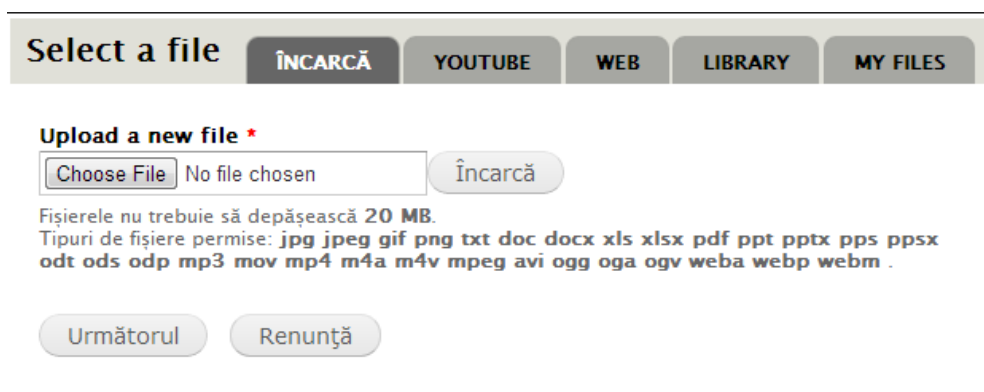 Select a file ÎNCARCĂ YOUTUBE WEB LIBRARY MY FILES
Upload a new file *
Choose File No file chosen Încarcă
Fișierele nu trebuie să depășească 20 MB.
Tipuri de fișiere permise: jpg jpeg gif png txt doc docx xls xlsx pdf ppt pptx pps ppsx
odt ods odp mp3 mov mp4 m4a m4v mpeg avi ogg oga ogv weba webp webm .
Următorul Renunţă